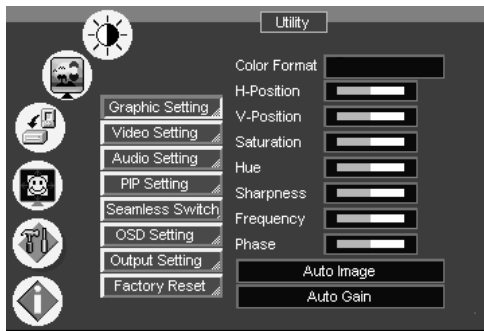 Utility
Graphic Setting
Video Setting
Audio Setting
PIP Setting
Seamless Switch
OSD Setting
Output Setting
Factory Reset
Color Format
H-Position
V-Position
Saturation
Hue
Sharpness
Frequency
Phase
Auto Image
Auto Gain